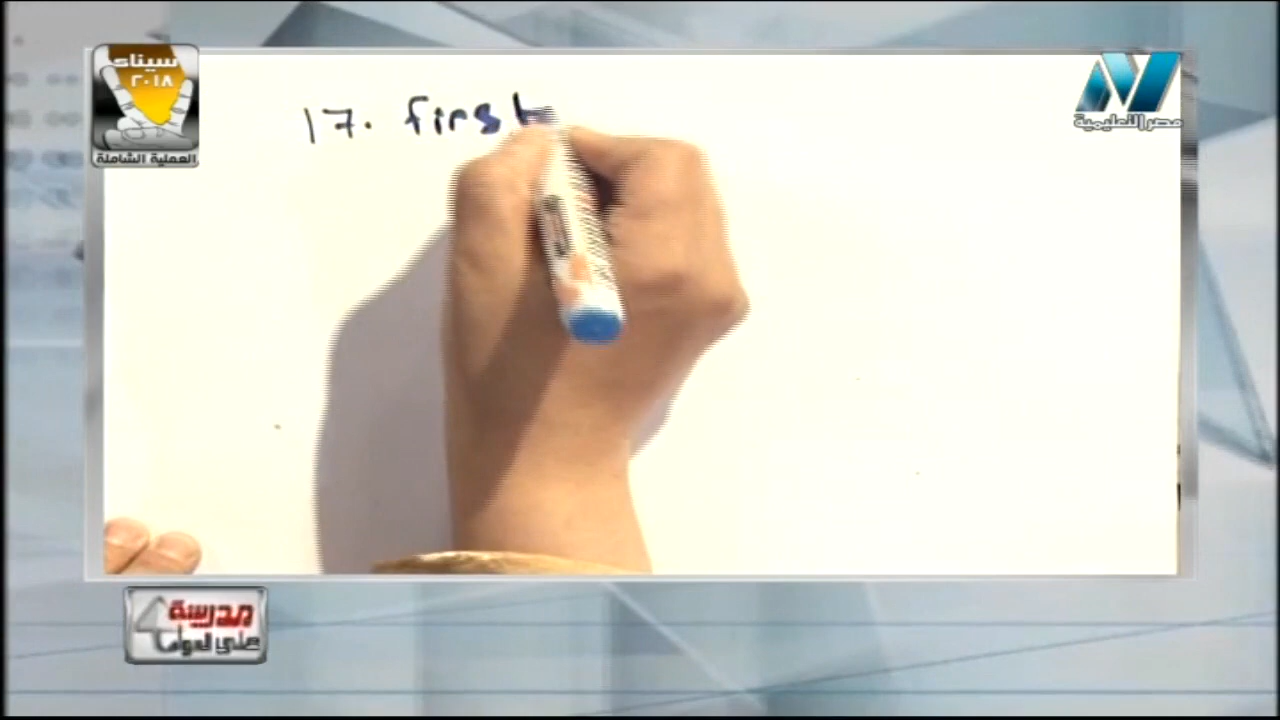 سيناء
٢٠١٨
العملية الشاملة
مصر التعليمية
17. first
مدرسة
على الهواء